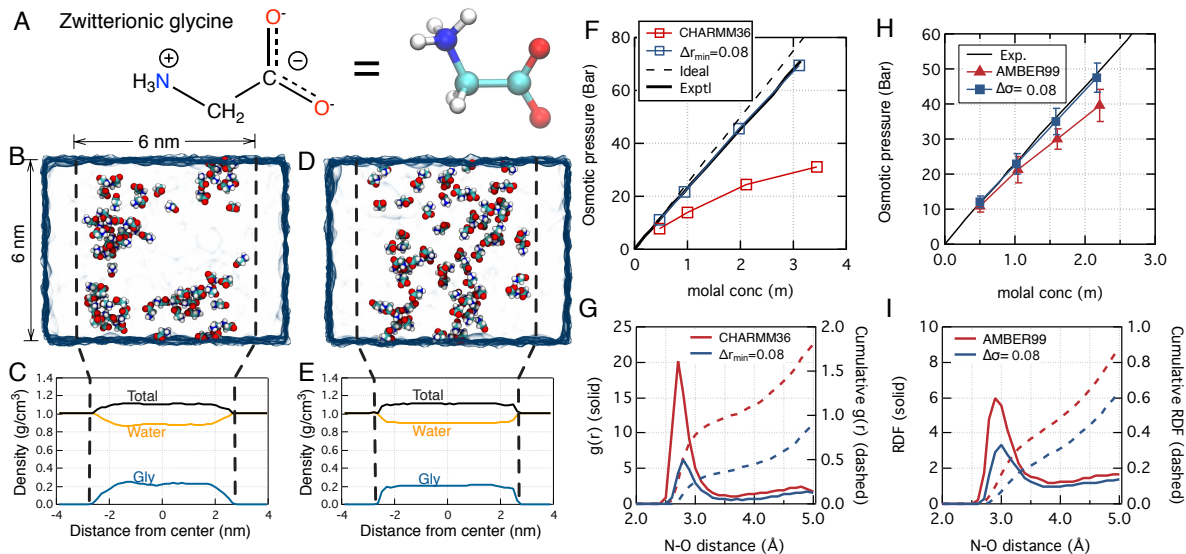 A
Zwitterionic glycine
O-
H3N
CH2
C
O-
+
−
=
B
6 nm
6 nm
D
C
1.4
1.2
1.0
0.8
0.6
0.4
0.2
0.0
Density (g/cm3)
Total
Water
Gly
-4
-2
0
2
4
Distance from center (nm)
E
1.4
1.2
1.0
0.8
0.6
0.4
0.2
0.0
Density (g/cm3)
Total
Water
Gly
-4
-2
0
2
4
Distance from center (nm)
F
CHARMM36
Δrmin=0.08
Ideal
Exptl
80
60
40
20
0
Osmotic pressure (Bar)
0
1
2
3
4
molal conc (m)
G
CHARMM36
Δrmin=0.08
25
20
15
10
5
0
g(r) (solid)
2.0
1.5
1.0
0.5
0.0
Cumulative g(r) (dashed)
2.0
3.0
4.0
5.0
N-O distance (Å)
H
Exp.
AMBER99
Δσ= 0.08
60
50
40
30
20
10
0
Osmotic pressure (Bar)
0.0
1.0
2.0
3.0
molal conc (m)
I
AMBER99
Δσ= 0.08
10
8
6
4
2
0
RDF (solid)
1.0
0.8
0.6
0.4
0.2
0.0
Cumulative RDF (dashed)
2.0
3.0
4.0
5.0
N-O distance (Å)